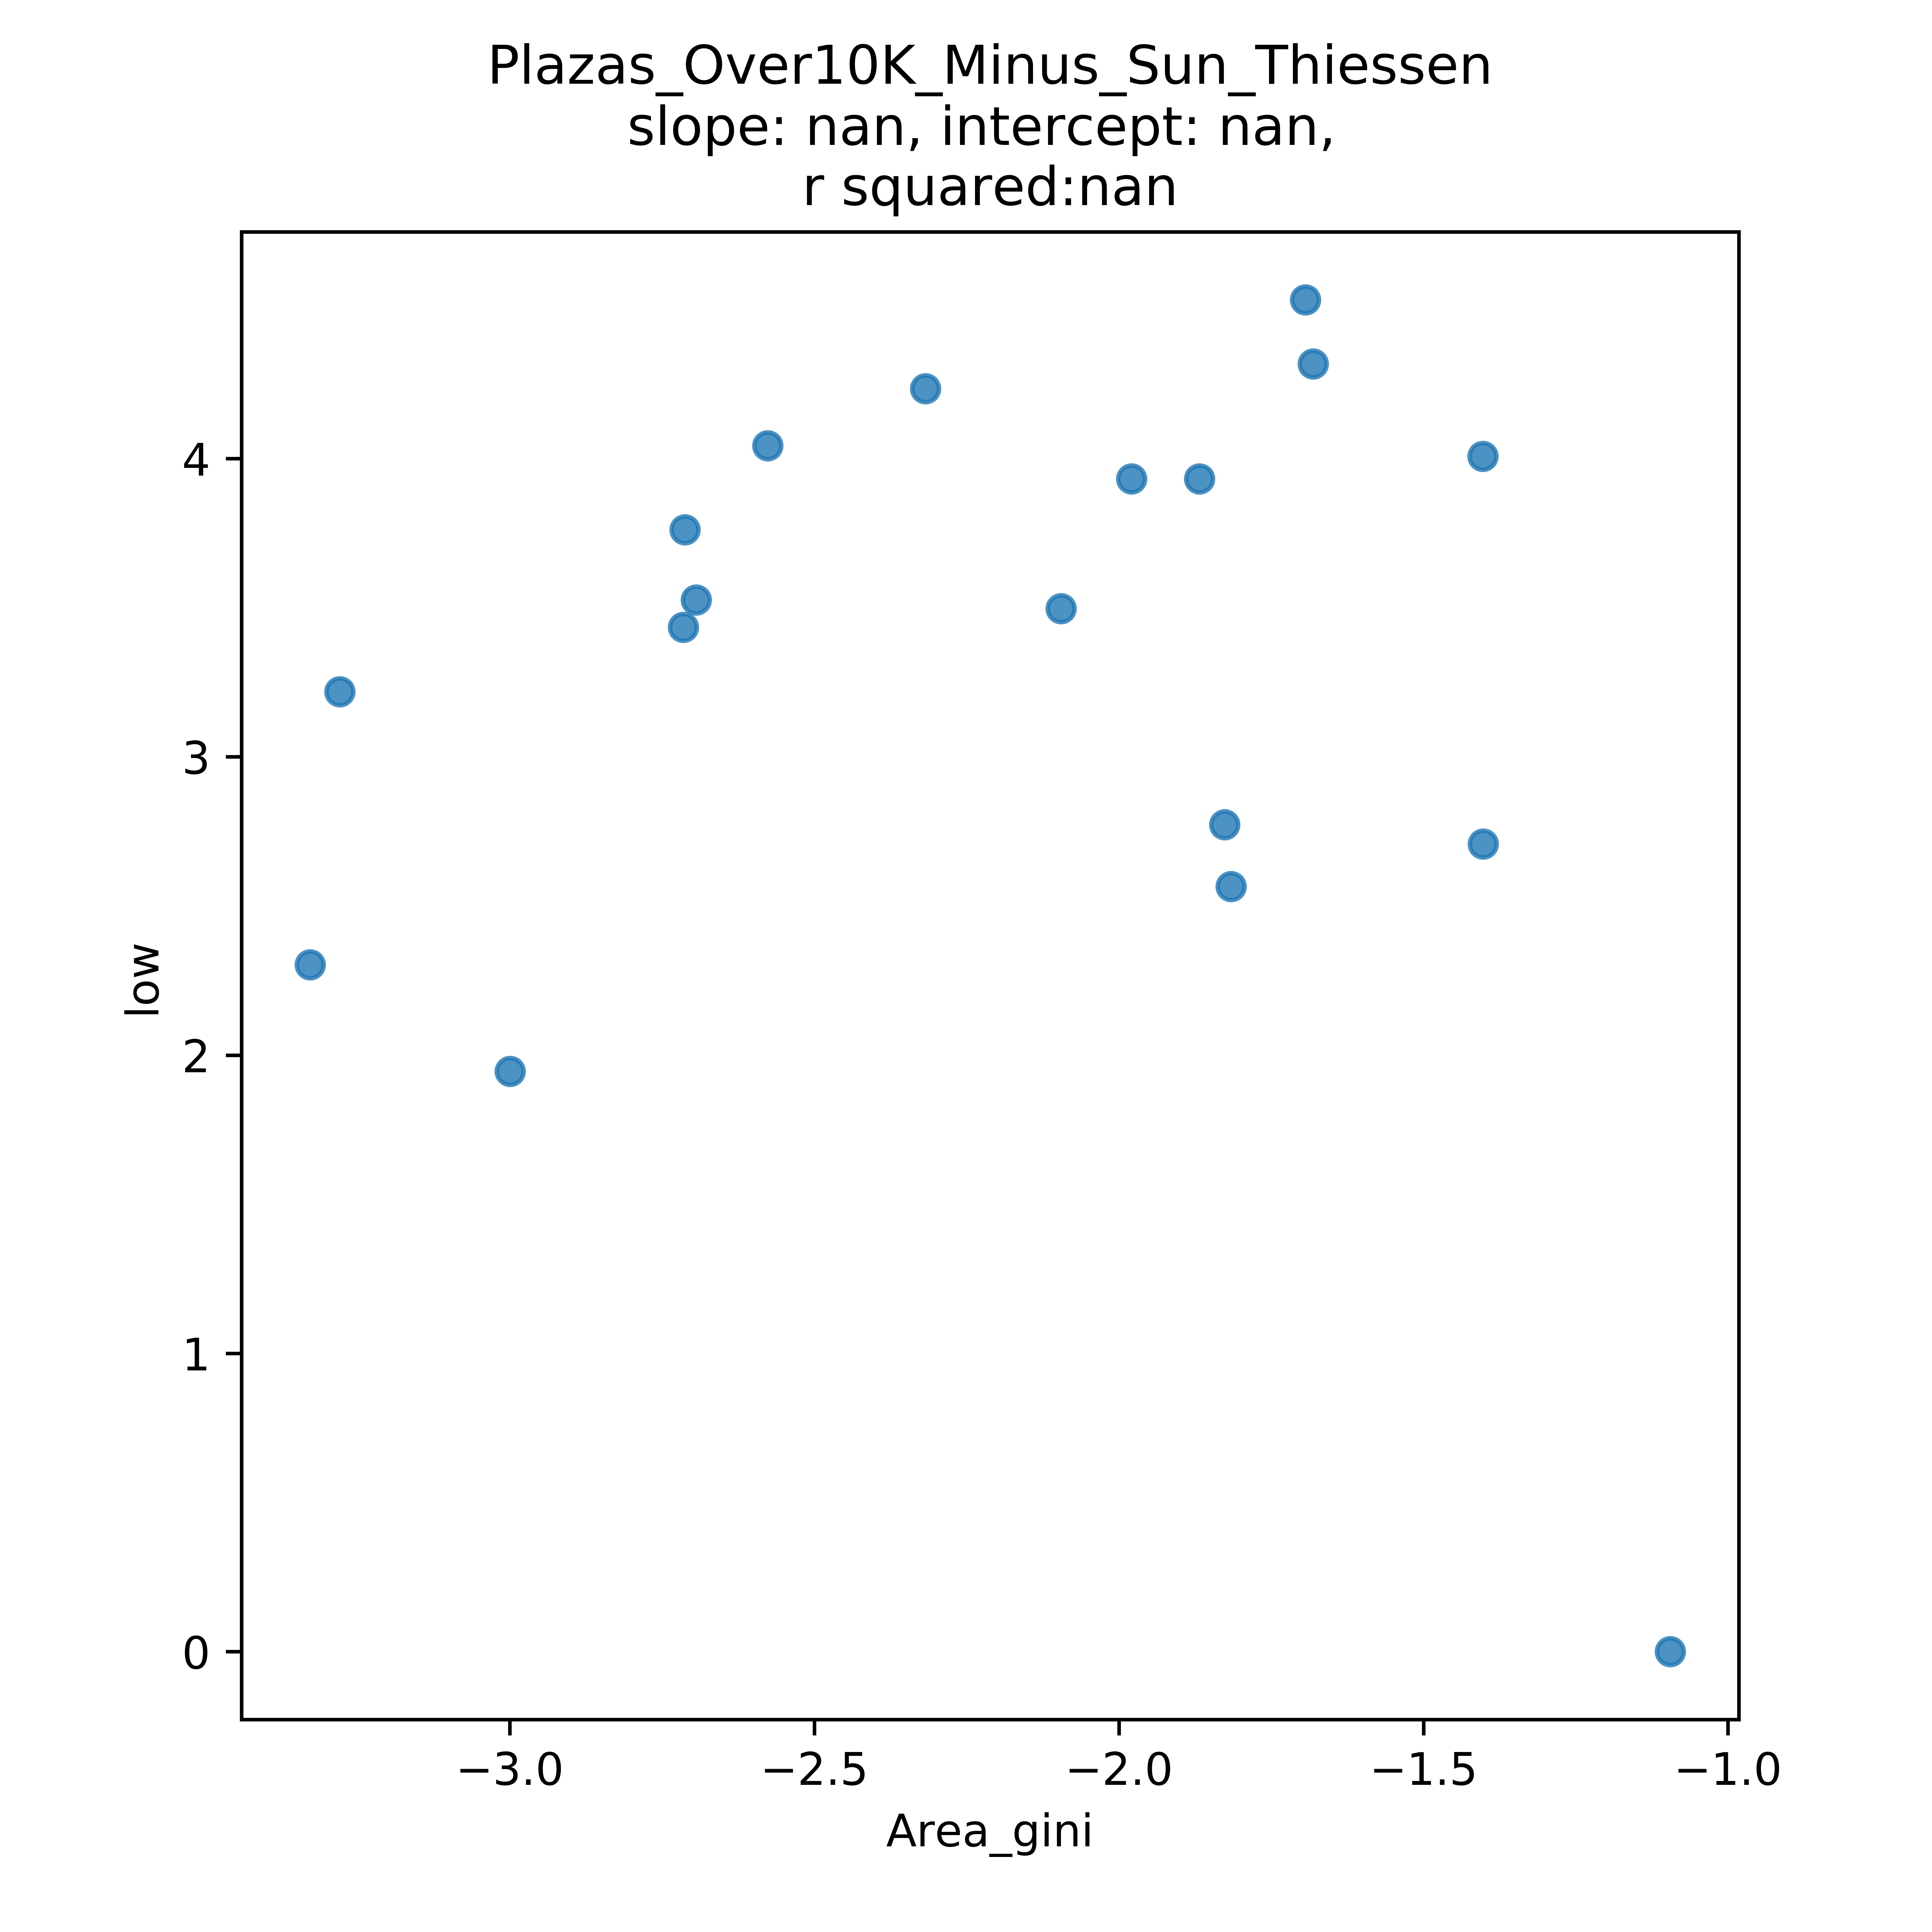 Plazas_Over10K_Minus_Sun_Thiessen
slope: nan, intercept: nan,
r squared:nan
4
3
2
1
0
low
−3.0
−2.5
−2.0
−1.5
−1.0
Area_gini